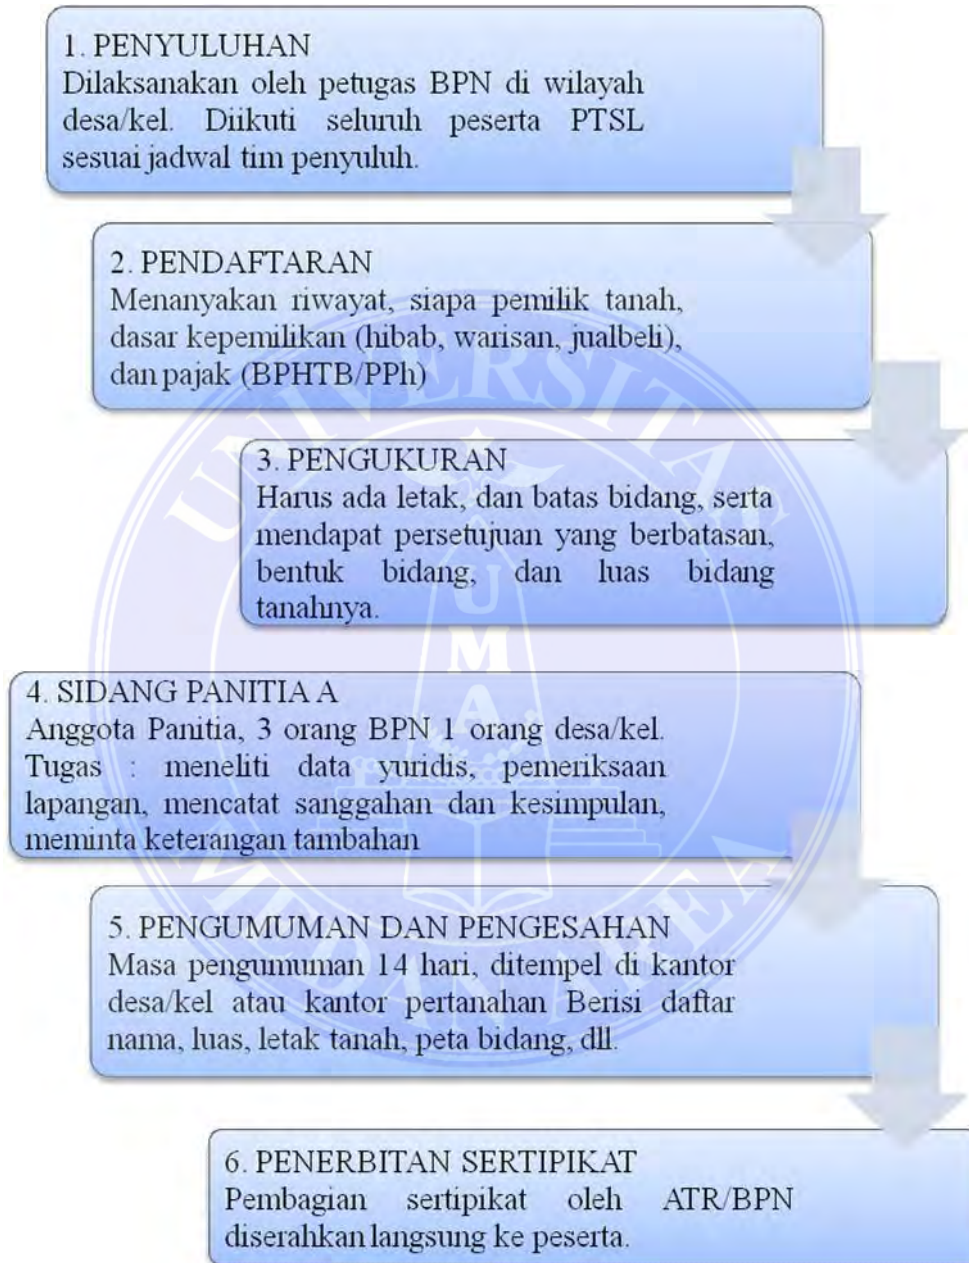 1. PENYULUHAN
Dilaksanakan oleh petugas BPN di wilayah
desa/kel. Diikuti seluruh peserta PTSL
sesuai jadwal tim penyuluh.
2. PENDAFTARAN
Menanyakan riwayat, siapa pemilik tanah,
dasar kepemilikan (hibab, warisan, jualbeli),
dan pajak (BPHTB/PPh)
3. PENGUKURAN
Harus ada letak, dan batas bidang, serta
mendapat persetujuan yang berbatasan,
bentuk bidang, dan luas bidang
tanahnya.
4. SIDANG PANITIA A
Anggota Panitia, 3 orang BPN 1 orang desa/kel.
Tugas : meneliti data yuridis, pemeriksaan
lapangan, mencatat sanggahan dan kesimpulan,
meminta keterangan tambahan
5. PENGUMUMAN DAN PENGESAHAN
Masa pengumuman 14 hari, ditempel di kantor
desa/kel atau kantor pertanahan Berisi daftar
nama, luas, letak tanah, peta bidang, dll.
6. PENERBITAN SERTIPIKAT
Pembagian sertipikat oleh ATR/BPN
diserahkan langsung ke peserta.
UNIVERSITAS
MEDAN AREA
UMA